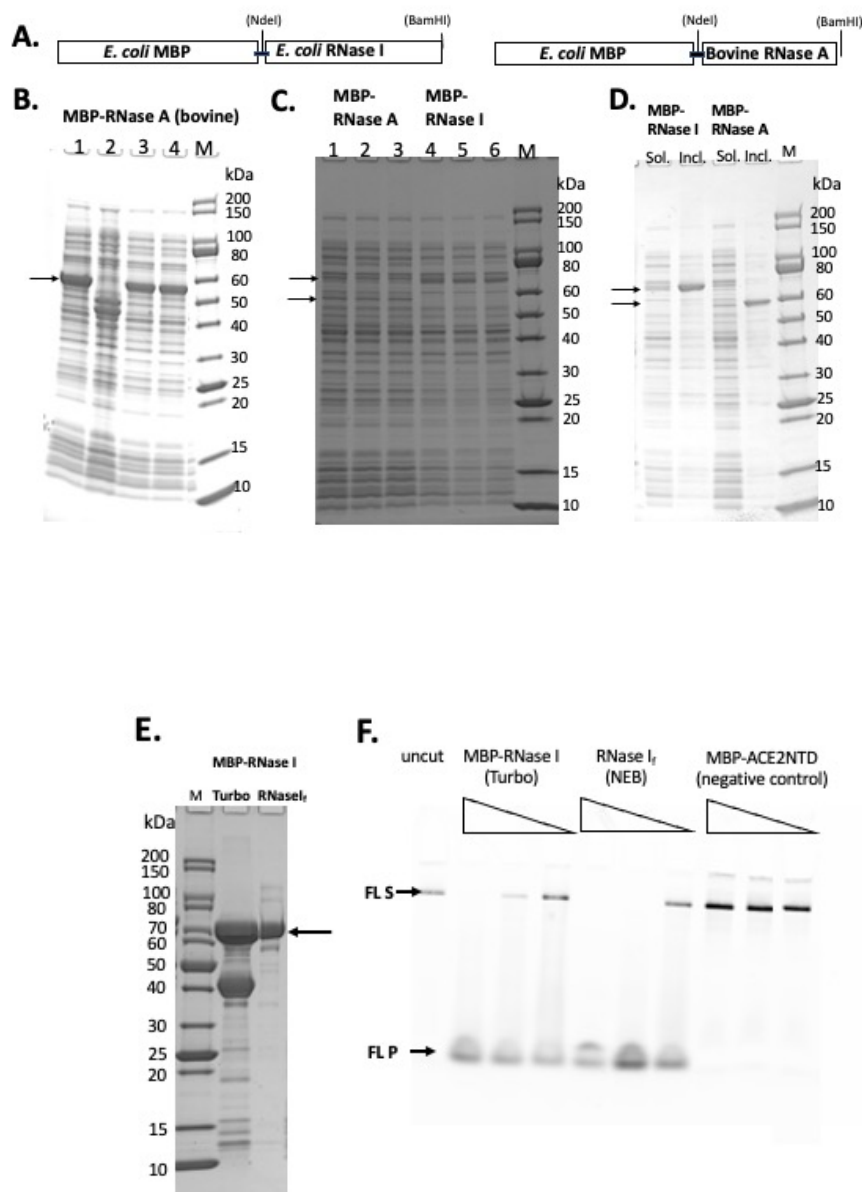 A.
(NdeI) (BamHI) (NdeI) (BamHI)
E. coli MBP E. coli RNase I E. coli MBP Bovine RNase A
B.
MBP-RNase A (bovine)
1 2 3 4 M
kDa
200
150
100
80
60
50
40
30
25
20
15
10
C.
MBP-
RNase A
MBP-
RNase I
1 2 3 4 5 6 M
kDa
200
150
100
80
60
50
40
30
25
20
15
10
D.
MBP-
RNase I
MBP-
RNase A
Sol. Incl. Sol. Incl. M
kDa
200
150
100
80
60
50
40
30
25
20
15
10
E.
MBP-RNase I
M Turbo RNaseIf
kDa
200
150
100
80
70
60
50
40
30
25
20
15
10
F.
uncut
MBP-RNase I
(Turbo)
RNase If
(NEB)
MBP-ACE2NTD
(negative control)
FL S
FL P